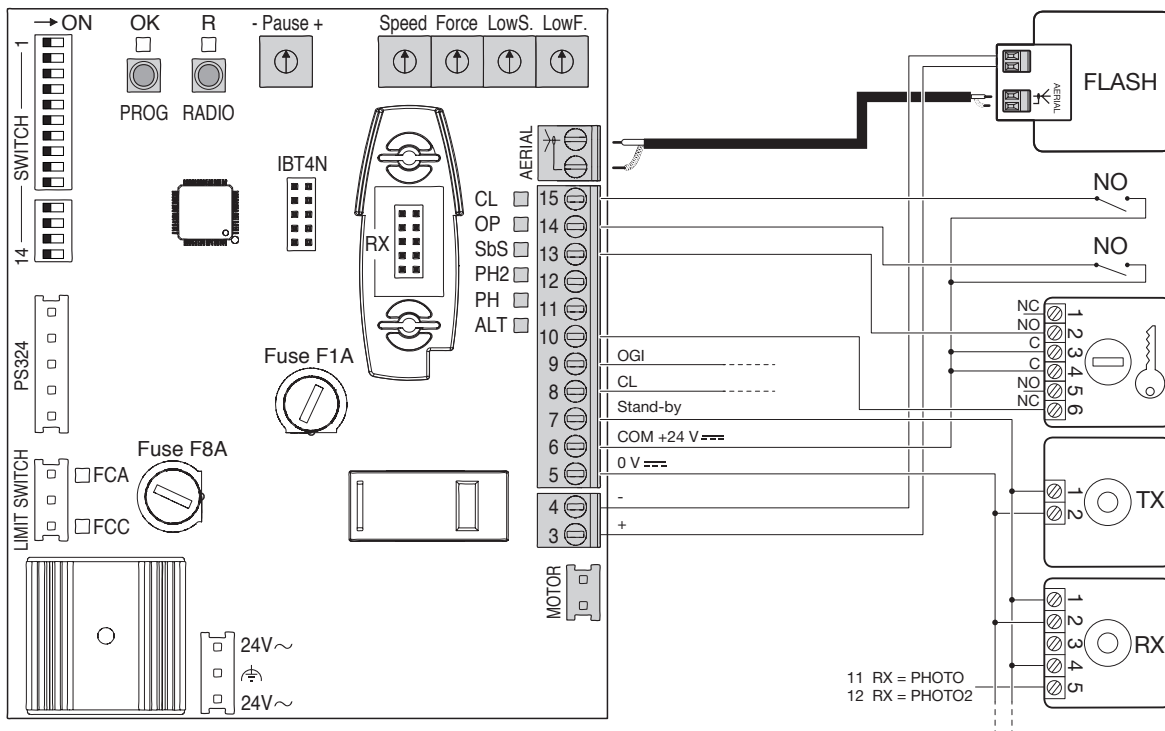 → ON
OK
R
- Pause +
Speed Force LowS. LowF.
1
SWITCH
14
PROG
RADIO
IBT4N
RX
AERIAL
CL
OP
SbS
PH2
PH
ALT
15
14
13
12
11
10
9
8
7
6
5
4
3
OGI
CL
Stand-by
COM +24 V
0 V
-
+
PS324
Fuse F1A
Fuse F8A
LIMIT SWITCH
FCA
FCC
MOTOR
24V~
24V~
AERIAL
FLASH
NO
NO
NC
NO
C
C
NO
NC
1
2
3
4
5
6
1
2
TX
1
2
3
4
5
RX
11 RX = PHOTO
12 RX = PHOTO2